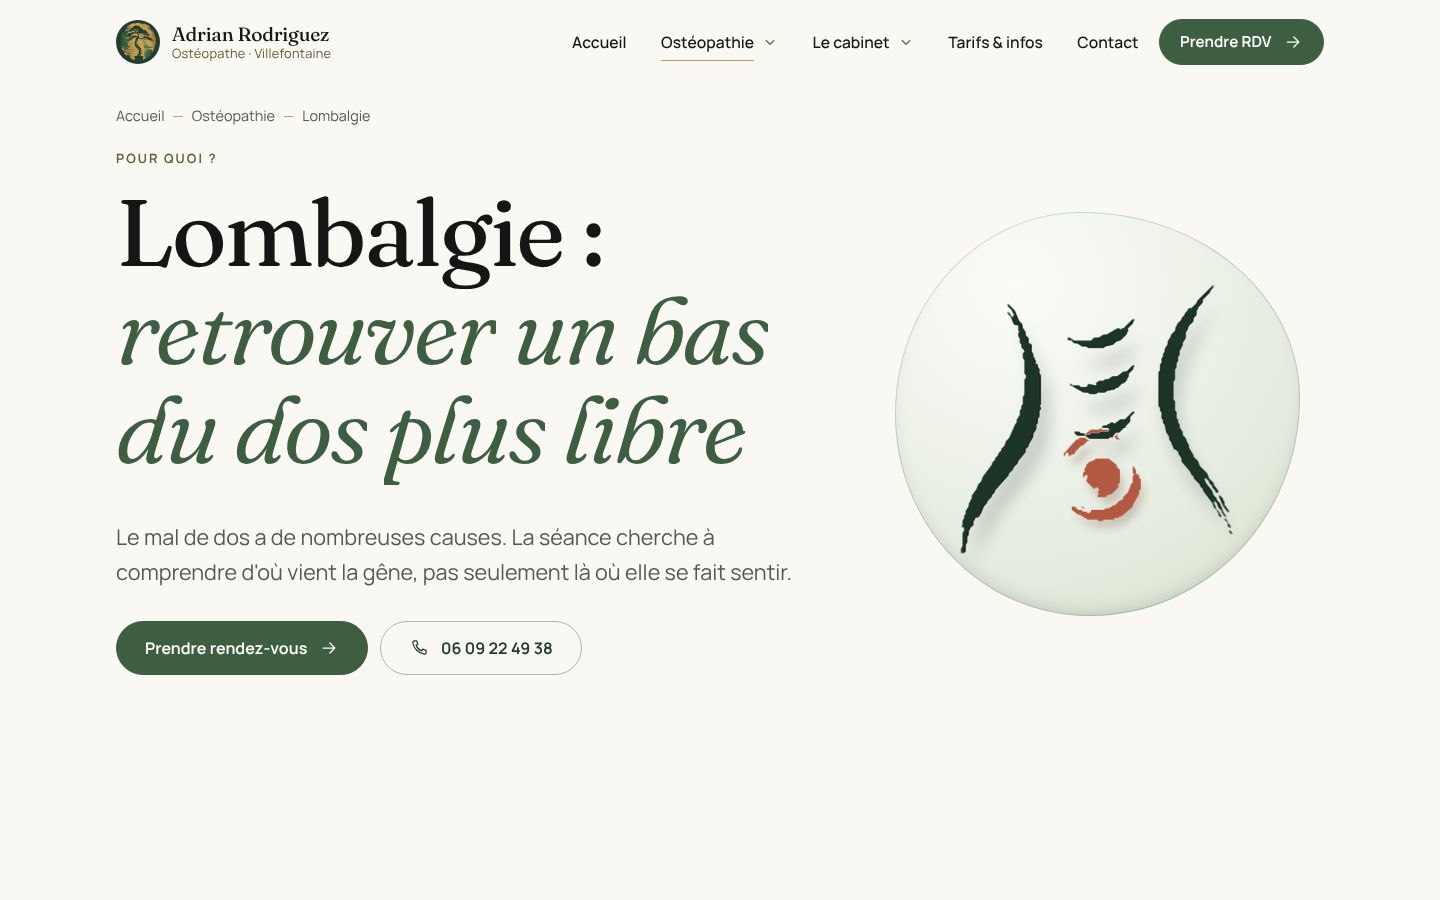 Adrian Rodriguez
Ostéopathe · Villefontaine
Accueil
Ostéopathie
Le cabinet
Tarifs & infos
Contact
Prendre RDV
Accueil — Ostéopathie — Lombalgie
POUR QUOI ?
Lombalgie :
retrouver un bas
du dos plus libre
Le mal de dos a de nombreuses causes. La séance cherche à
comprendre d'où vient la gêne, pas seulement là où elle se fait sentir.
Prendre rendez-vous
06 09 22 49 38